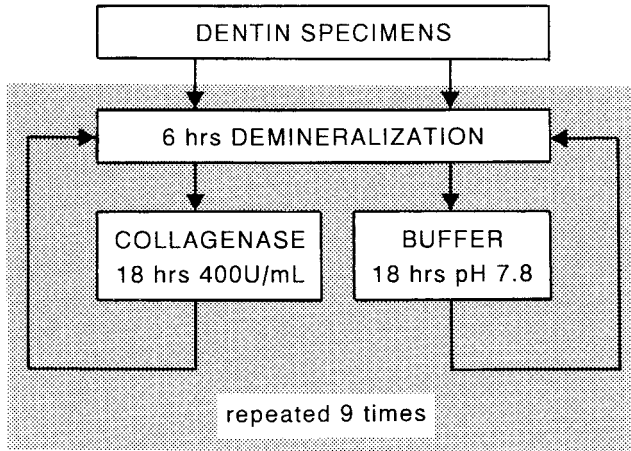 DENTIN SPECIMENS
6 hrs DEMINERALIZATION
COLLAGENASE
18 hrs 400U/mL
BUFFER
18 hrs pH 7.8
repeated 9 times